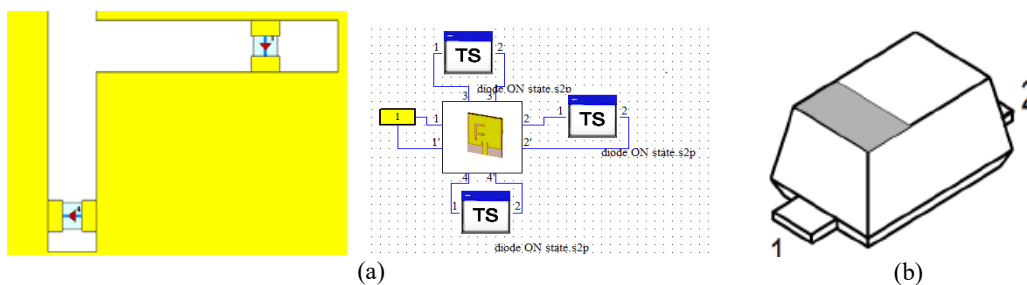 1 TS 2
diode ON state.s2p
3 3'
1 1 2 1 TS 2
1' 2'
diode ON state.s2p
4 4'
1 TS 2
diode ON state.s2p
2
1
(a) (b)